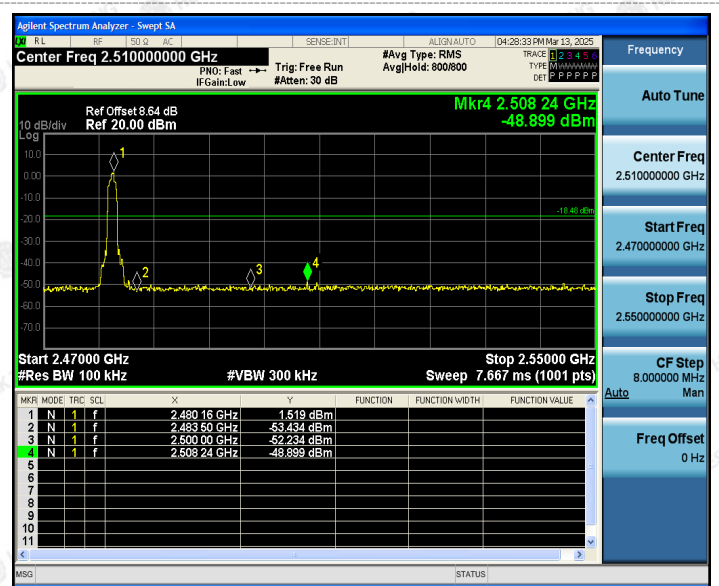 Agilent Spectrum Analyzer - Swept SA
LXI RL RF 50 Ω AC SENSE:INT ALIGNAUTO 04:28:33 PM Mar 13, 2025
Center Freq 2.510000000 GHz
PNO: Fast
IFGain:Low
Trig: Free Run
#Atten: 30 dB
#Avg Type: RMS
Avg|Hold: 800/800
TRACE 1 2 3 4 5 6
TYPE M
DET P P P P P P
Ref Offset 8.64 dB
Ref 20.00 dBm
10 dB/div
Log
Mkr4 2.508 24 GHz
-48.899 dBm
10.0
0.00
-10.0
-20.0
-30.0
-40.0
-50.0
-60.0
-70.0
1
2
3
4
-18.48 dBm
Start 2.47000 GHz Stop 2.55000 GHz
#Res BW 100 kHz #VBW 300 kHz Sweep 7.667 ms (1001 pts)
MKR MODE TRC SCL X Y FUNCTION FUNCTION WIDTH FUNCTION VALUE
1 N 1 f 2.480 16 GHz 1.519 dBm
2 N 1 f 2.483 50 GHz -53.434 dBm
3 N 1 f 2.500 00 GHz -52.234 dBm
4 N 1 f 2.508 24 GHz -48.899 dBm
5
6
7
8
9
10
11
MSG STATUS
Frequency
Auto Tune
Center Freq
2.510000000 GHz
Start Freq
2.470000000 GHz
Stop Freq
2.550000000 GHz
CF Step
8.000000 MHz
Auto Man
Freq Offset
0 Hz